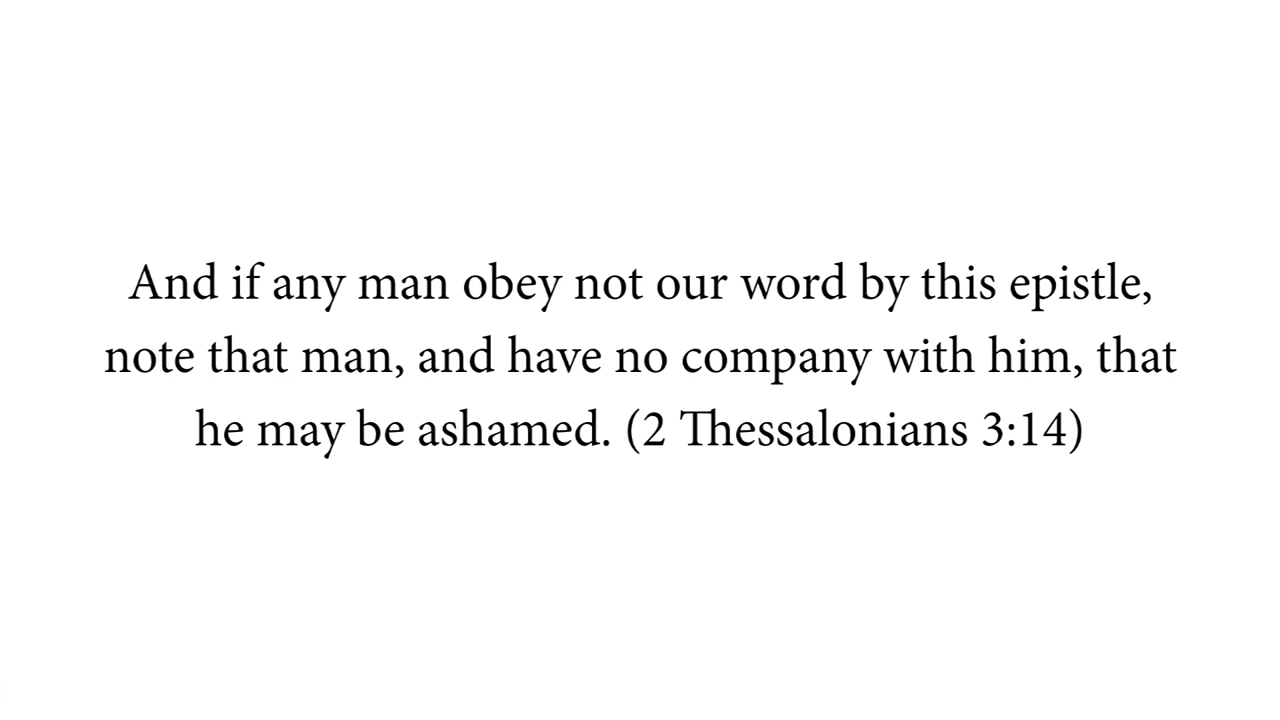 And if any man obey not our word by this epistle,
note that man, and have no company with him, that
he may be ashamed. (2 Thessalonians 3:14)